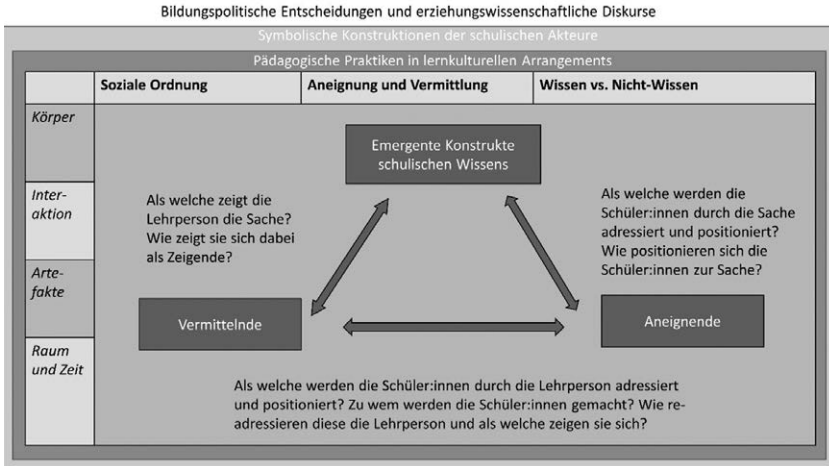 Bildungspolitische Entscheidungen und erziehungswissenschaftliche Diskurse
Symbolische Konstruktionen der schulischen Akteure
Pädagogische Praktiken in lernkulturellen Arrangements
Soziale Ordnung
Aneignung und Vermittlung
Wissen vs. Nicht-Wissen
Körper
Inter-
aktion
Arte-
fakte
Raum
und Zeit
Emergente Konstrukte
schulischen Wissens
Als welche zeigt die
Lehrperson die Sache?
Wie zeigt sie sich dabei
als Zeigende?
Als welche werden die
Schüler:innen durch die Sache
adressiert und positioniert?
Wie positionieren sich die
Schüler:innen zur Sache?
Vermittelnde
Aneignende
Als welche werden die Schüler:innen durch die Lehrperson adressiert
und positioniert? Zu wem werden die Schüler:innen gemacht? Wie re-
adressieren diese die Lehrperson und als welche zeigen sie sich?